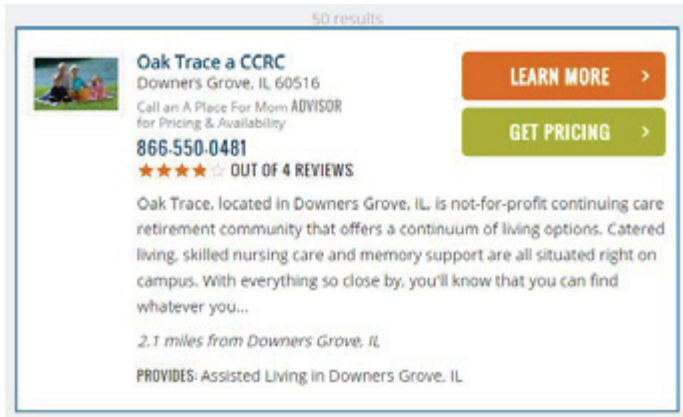 50 results
Oak Trace a CCRC
LEARN MORE >
Downers Grove, IL 60516
Call an A Place For Mom ADVISOR
for Pricing & Availability
GET PRICING >
866-550-0481
OUT OF 4 REVIEWS
Oak Trace, located in Downers Grove, IL, is not-for-profit continuing care
retirement community that offers a continuum of living options. Catered
living, skilled nursing care and memory support are all situated right on
campus. With everything so close by, you'll know that you can find
whatever you...
2.1 miles from Downers Grove, IL
PROVIDES: Assisted Living in Downers Grove, IL